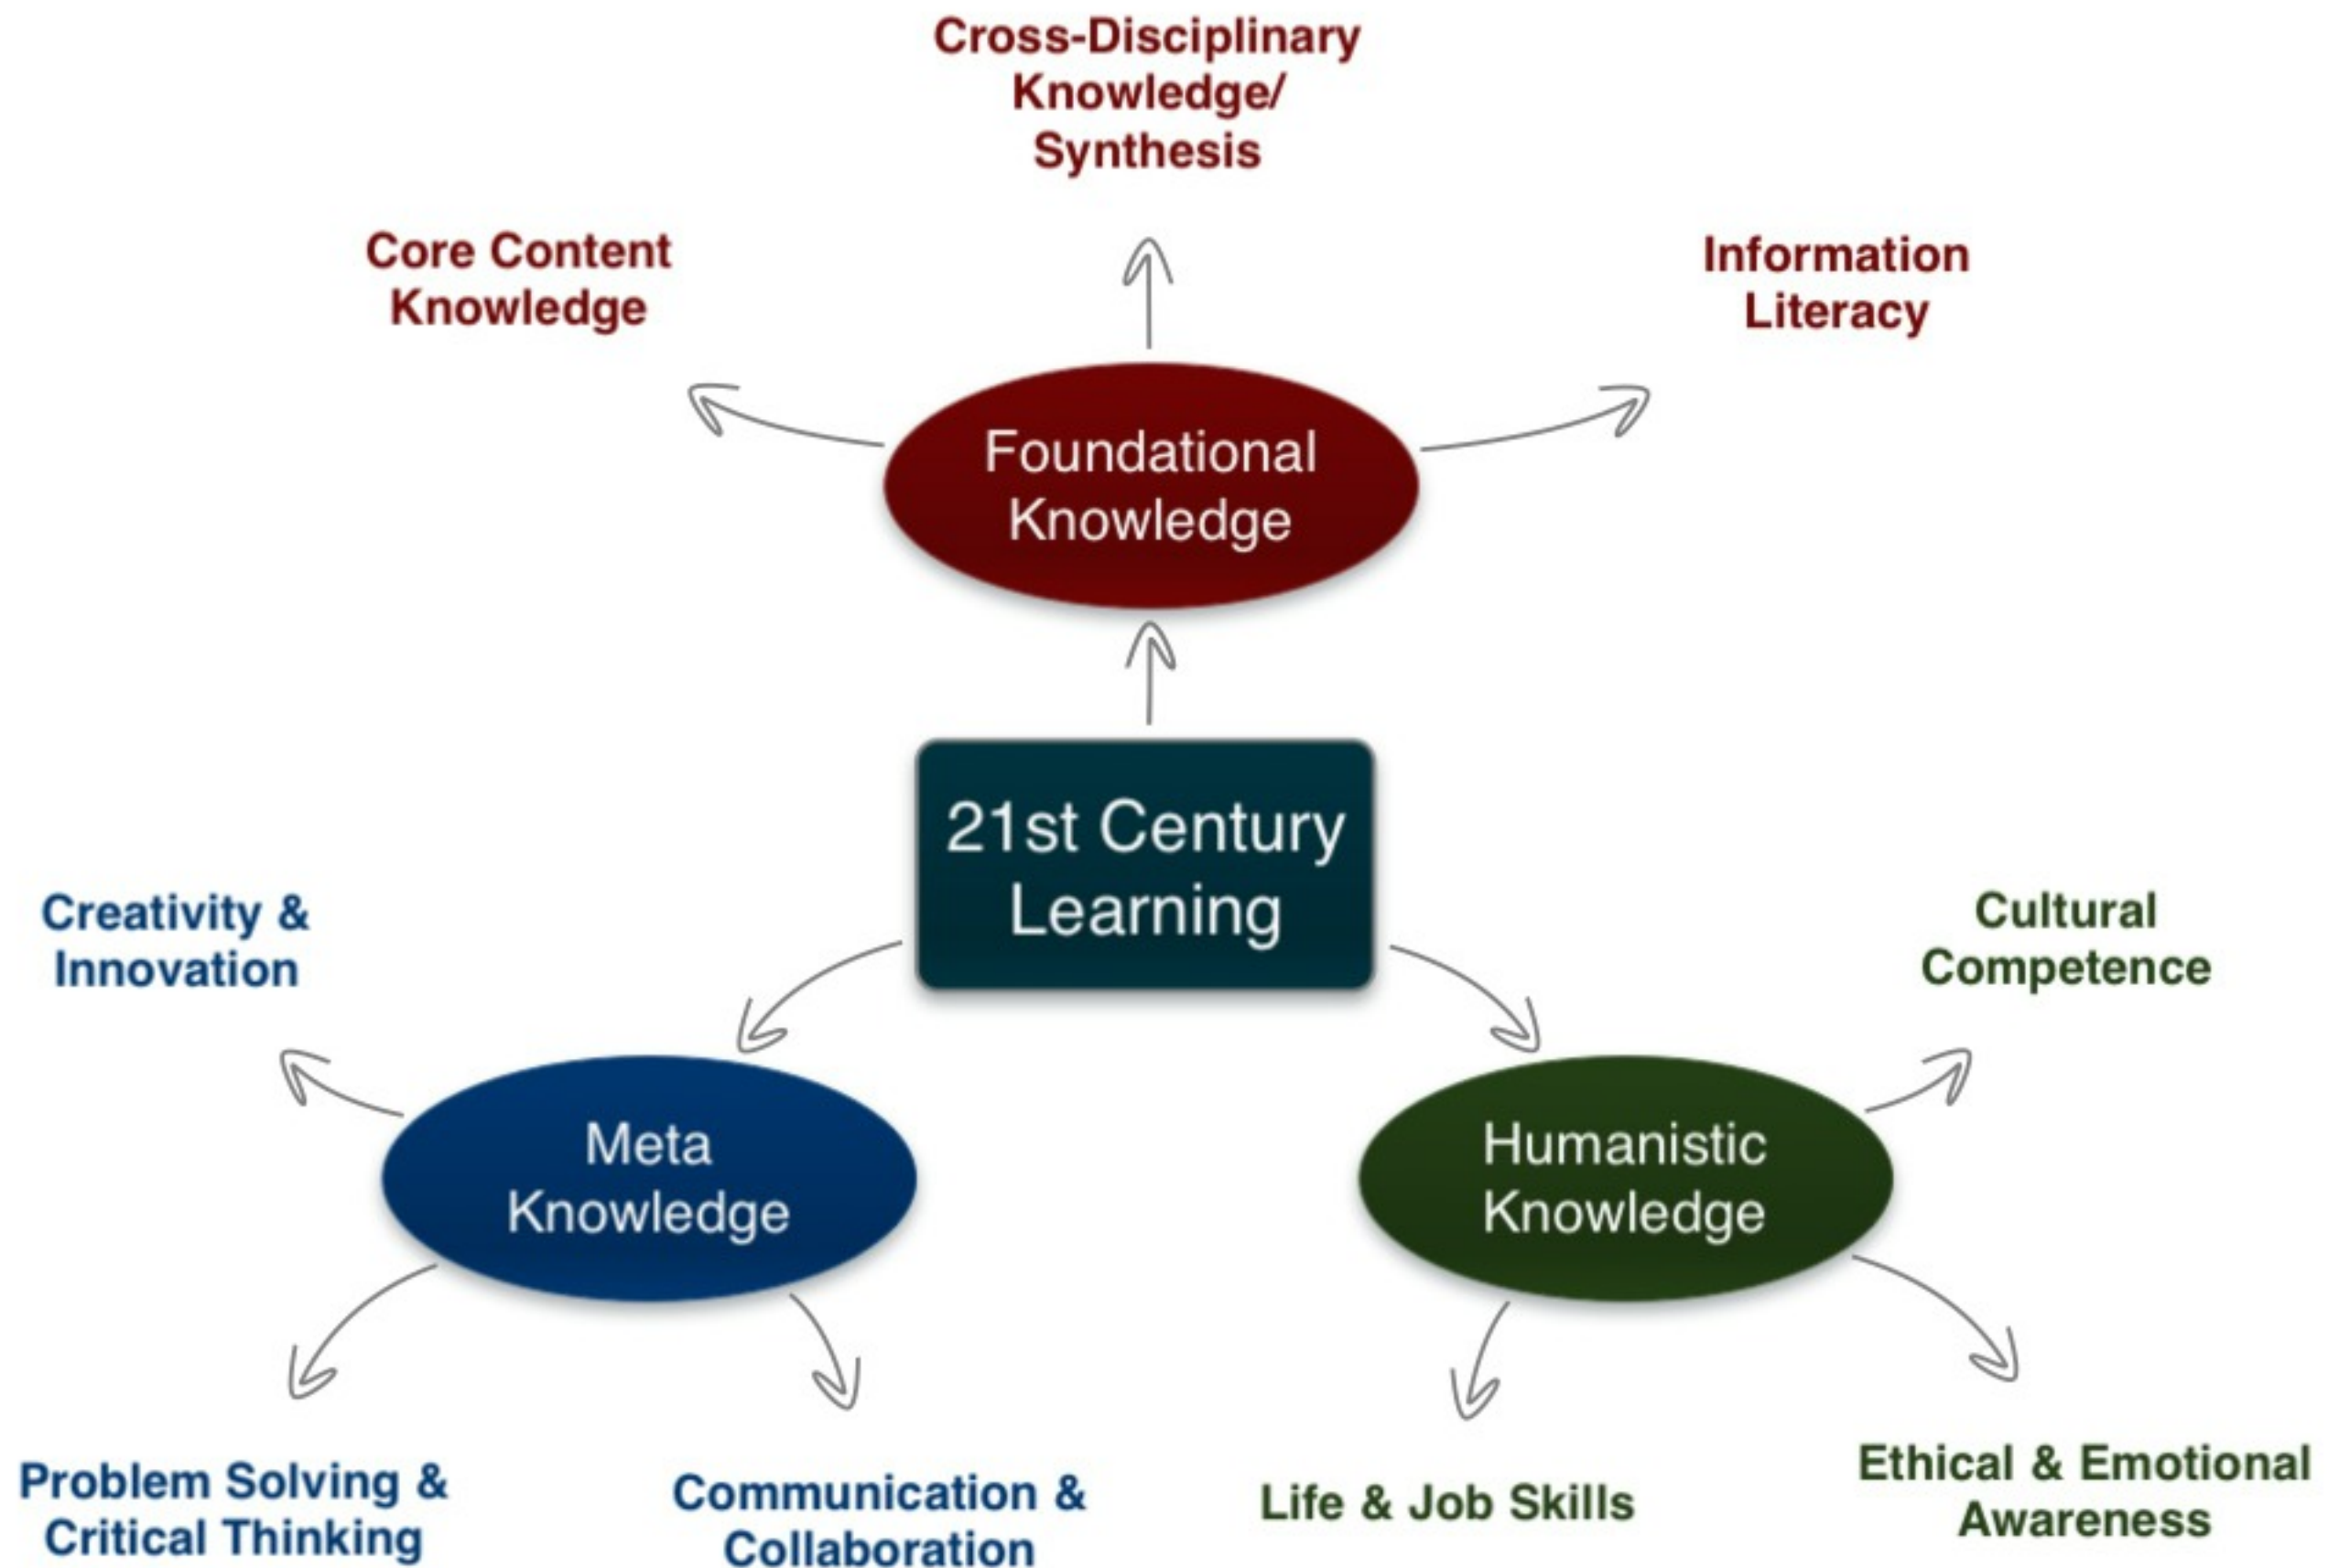 Cross-Disciplinary
Knowledge/
Synthesis
Core Content
Knowledge
Information
Literacy
Foundational
Knowledge
21st Century
Learning
Creativity &
Innovation
Cultural
Competence
Meta
Knowledge
Humanistic
Knowledge
Problem Solving &
Critical Thinking
Communication &
Collaboration
Life & Job Skills
Ethical & Emotional
Awareness